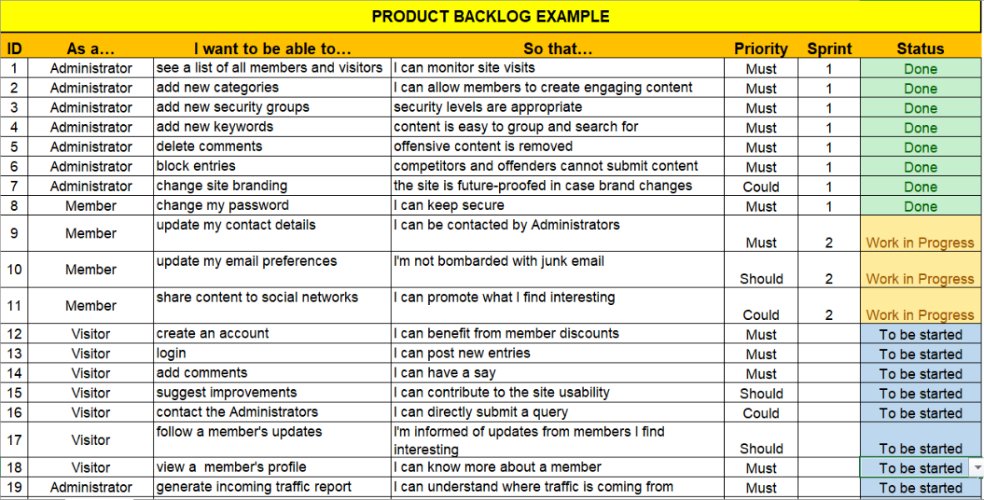 PRODUCT BACKLOG EXAMPLE
ID As a... I want to be able to... So that... Priority Sprint Status
1 Administrator see a list of all members and visitors I can monitor site visits Must 1 Done
2 Administrator add new categories I can allow members to create engaging content Must 1 Done
3 Administrator add new security groups security levels are appropriate Must 1 Done
4 Administrator add new keywords content is easy to group and search for Must 1 Done
5 Administrator delete comments offensive content is removed Must 1 Done
6 Administrator block entries competitors and offenders cannot submit content Must 1 Done
7 Administrator change site branding the site is future-proofed in case brand changes Could 1 Done
8 Member change my password I can keep secure Must 1 Done
9 Member update my contact details I can be contacted by Administrators Must 2 Work in Progress
10 Member update my email preferences I'm not bombarded with junk email Should 2 Work in Progress
11 Member share content to social networks I can promote what I find interesting Could 2 Work in Progress
12 Visitor create an account I can benefit from member discounts Must To be started
13 Visitor login I can post new entries Must To be started
14 Visitor add comments I can have a say Must To be started
15 Visitor suggest improvements I can contribute to the site usability Should To be started
16 Visitor contact the Administrators I can directly submit a query Could To be started
17 Visitor follow a member's updates I'm informed of updates from members I find
interesting Should To be started
18 Visitor view a member's profile I can know more about a member Must To be started
19 Administrator generate incoming traffic report I can understand where traffic is coming from Must To be started